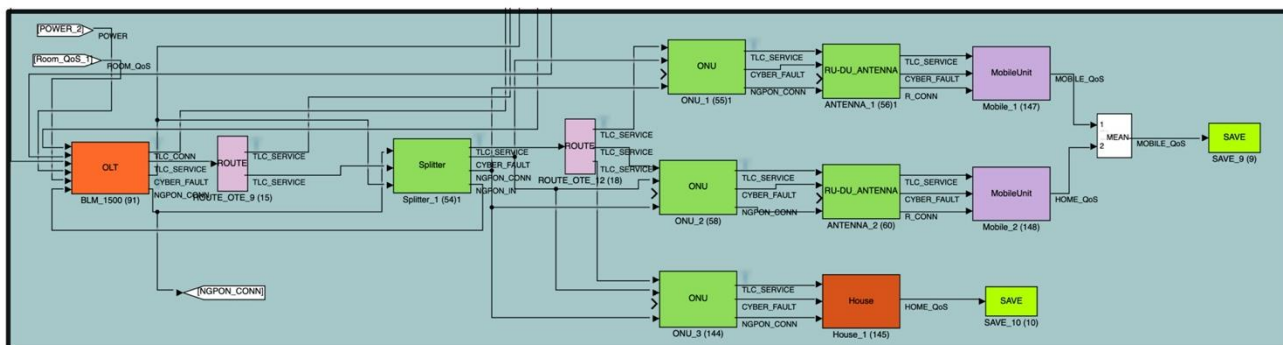 [POWER_2]
POWER
[Room_QoS_1]
ROOM_QoS
OLT
TLC_CONN
TLC_SERVICE
CYBER_FAULT
NGPON_CONN
BLM_1500 (91)
ROUTE
TLC_SERVICE
TLC_SERVICE
ROUTE_OTE_9 (15)
Splitter
TLC_SERVICE
CYBER_FAULT
NGPON_CONN
NGPON_IN
Splitter_1 (54)1
ROUTE
TLC_SERVICE
TLC_SERVICE
TLC_SERVICE
ROUTE_OTE_12 (18)
[NGPON_CONN]
ONU
TLC_SERVICE
CYBER_FAULT
NGPON_CONN
ONU_1 (55)1
RU-DU_ANTENNA
TLC_SERVICE
CYBER_FAULT
R_CONN
ANTENNA_1 (56)1
MobileUnit
MOBILE_QoS
Mobile_1 (147)
1
2
MEAN
MOBILE_QoS
SAVE
SAVE_9 (9)
ONU
TLC_SERVICE
CYBER_FAULT
NGPON_CONN
ONU_2 (58)
RU-DU_ANTENNA
TLC_SERVICE
CYBER_FAULT
R_CONN
ANTENNA_2 (60)
MobileUnit
HOME_QoS
Mobile_2 (148)
ONU
TLC_SERVICE
CYBER_FAULT
NGPON_CONN
ONU_3 (144)
House
HOME_QoS
House_1 (145)
SAVE
SAVE_10 (10)